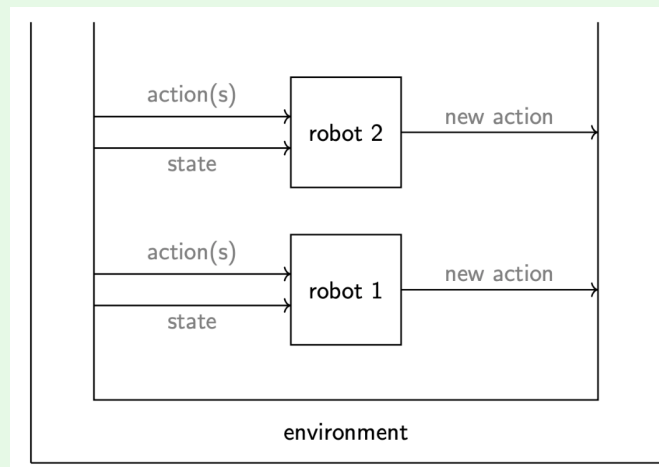 action(s)
robot 2
new action
state
action(s)
robot 1
new action
state
environment